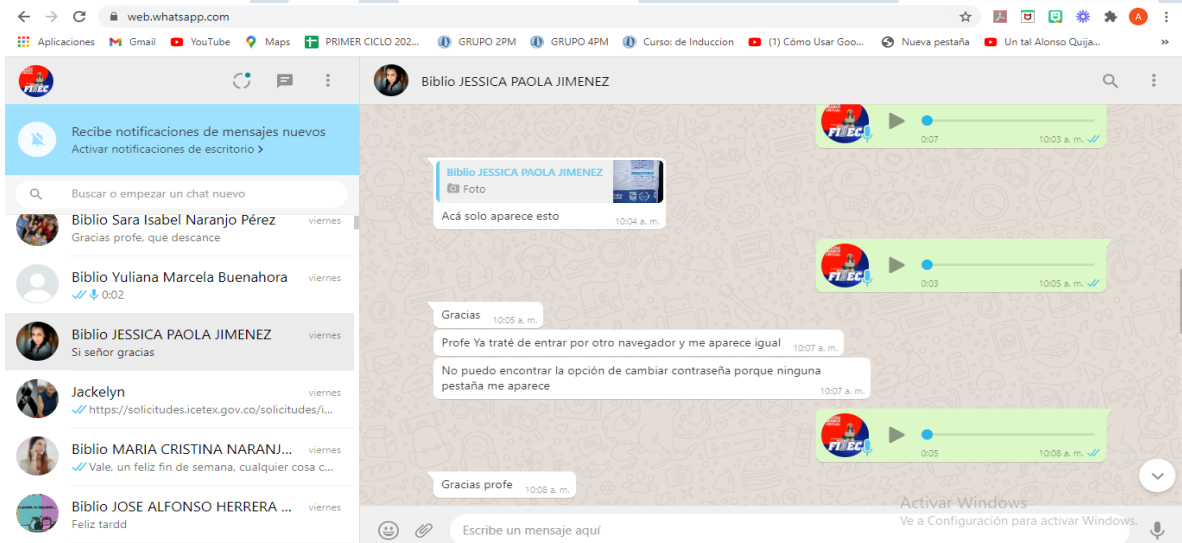 web.whatsapp.com
A
Aplicaciones
Gmail
YouTube
Maps
PRIMER CICLO 202...
GRUPO 2PM
GRUPO 4PM
Curso: de Induccion
(1) Cómo Usar Goo...
Nueva pestaña
Un tal Alonso Quija...
»
FITEC
Biblio JESSICA PAOLA JIMENEZ
Recibe notificaciones de mensajes nuevos
Activar notificaciones de escritorio >
Buscar o empezar un chat nuevo
Biblio Sara Isabel Naranjo Pérez
viernes
Gracias profe, que descance
Biblio Yuliana Marcela Buenahora
viernes
0:02
Biblio JESSICA PAOLA JIMENEZ
viernes
Si señor gracias
Jackelyn
viernes
https://solicitudes.icetex.gov.co/solicitudes/i...
Biblio MARIA CRISTINA NARANJ...
viernes
Vale, un feliz fin de semana, cualquier cosa c...
Biblio JOSE ALFONSO HERRERA ...
viernes
Feliz tardd
FITEC
0:07
10:03 a. m.
Biblio JESSICA PAOLA JIMENEZ
Foto
Acá solo aparece esto
10:04 a. m.
FITEC
0:03
10:05 a. m.
Gracias
10:05 a. m.
Profe Ya traté de entrar por otro navegador y me aparece igual
10:07 a. m.
No puedo encontrar la opción de cambiar contraseña porque ninguna
pestaña me aparece
10:07 a. m.
FITEC
0:05
10:08 a. m.
Gracias profe
10:08 a. m.
Activar Windows
Ve a Configuración para activar Windows.
Escribe un mensaje aquí